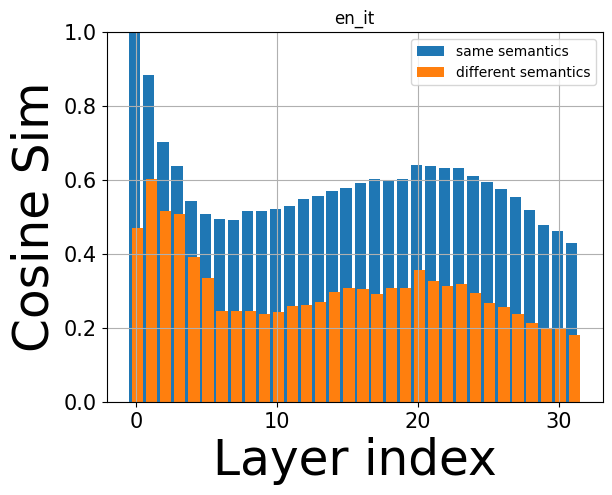 en_it
same semantics
different semantics
Cosine Sim
1.0
0.8
0.6
0.4
0.2
0.0
0 10 20 30
Layer index